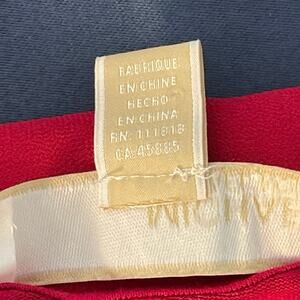 FABRIQUE
EN CHINE
HECHO
EN CHINA
RN: 111818
CA:45885